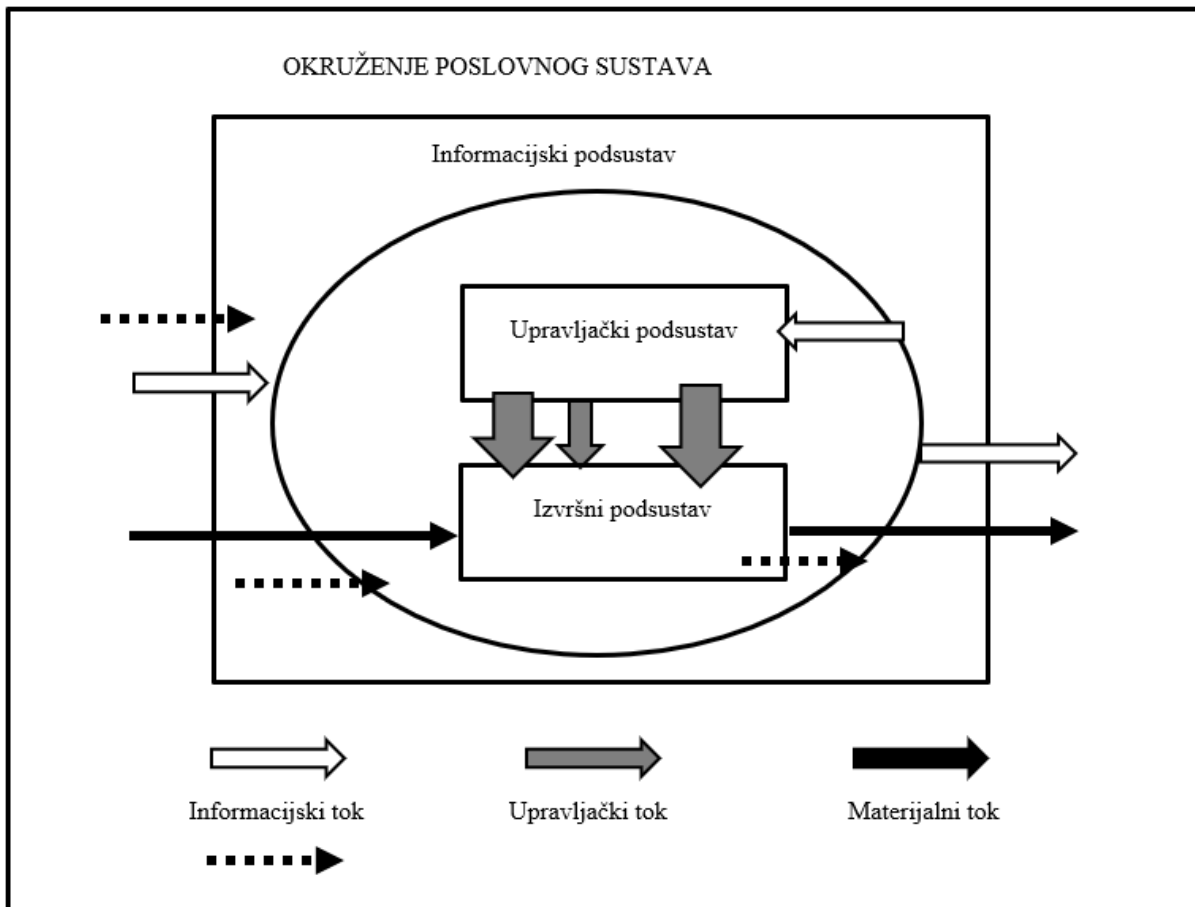 OKRUŽENJE POSLOVNOG SUSTAVA
Informacijski podsustav
Upravljački podsustav
Izvršni podsustav
Informacijski tok
Upravljački tok
Materijalni tok